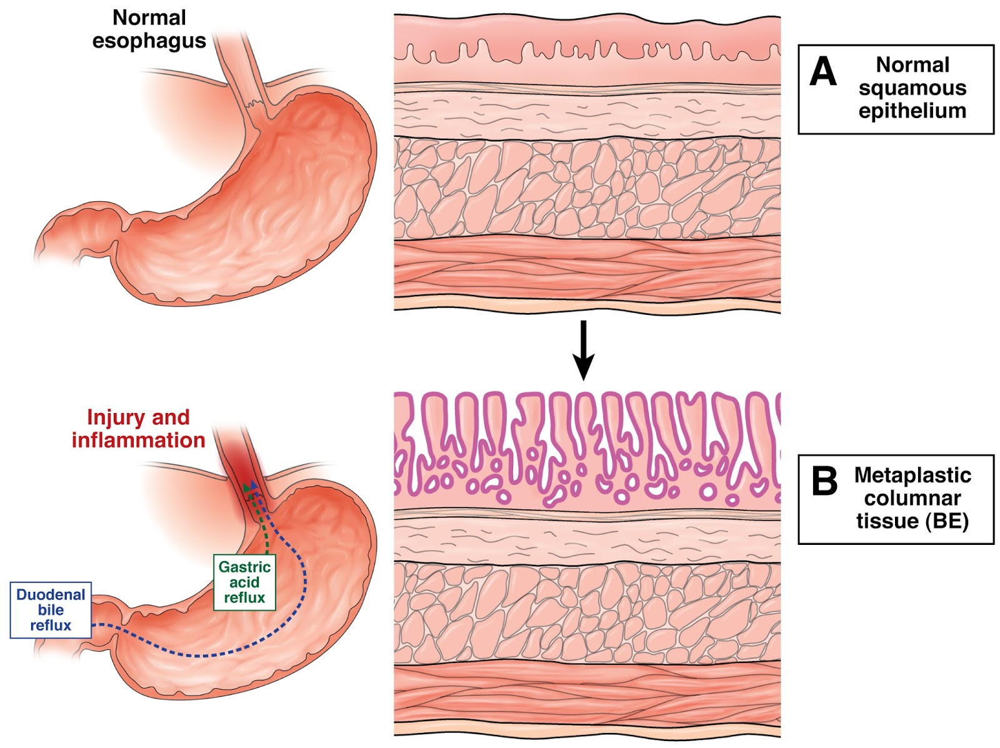 Normal
esophagus
A
Normal
squamous
epithelium
Injury and
inflammation
Gastric
acid
reflux
Duodenal
bile
reflux
B
Metaplastic
columnar
tissue (BE)